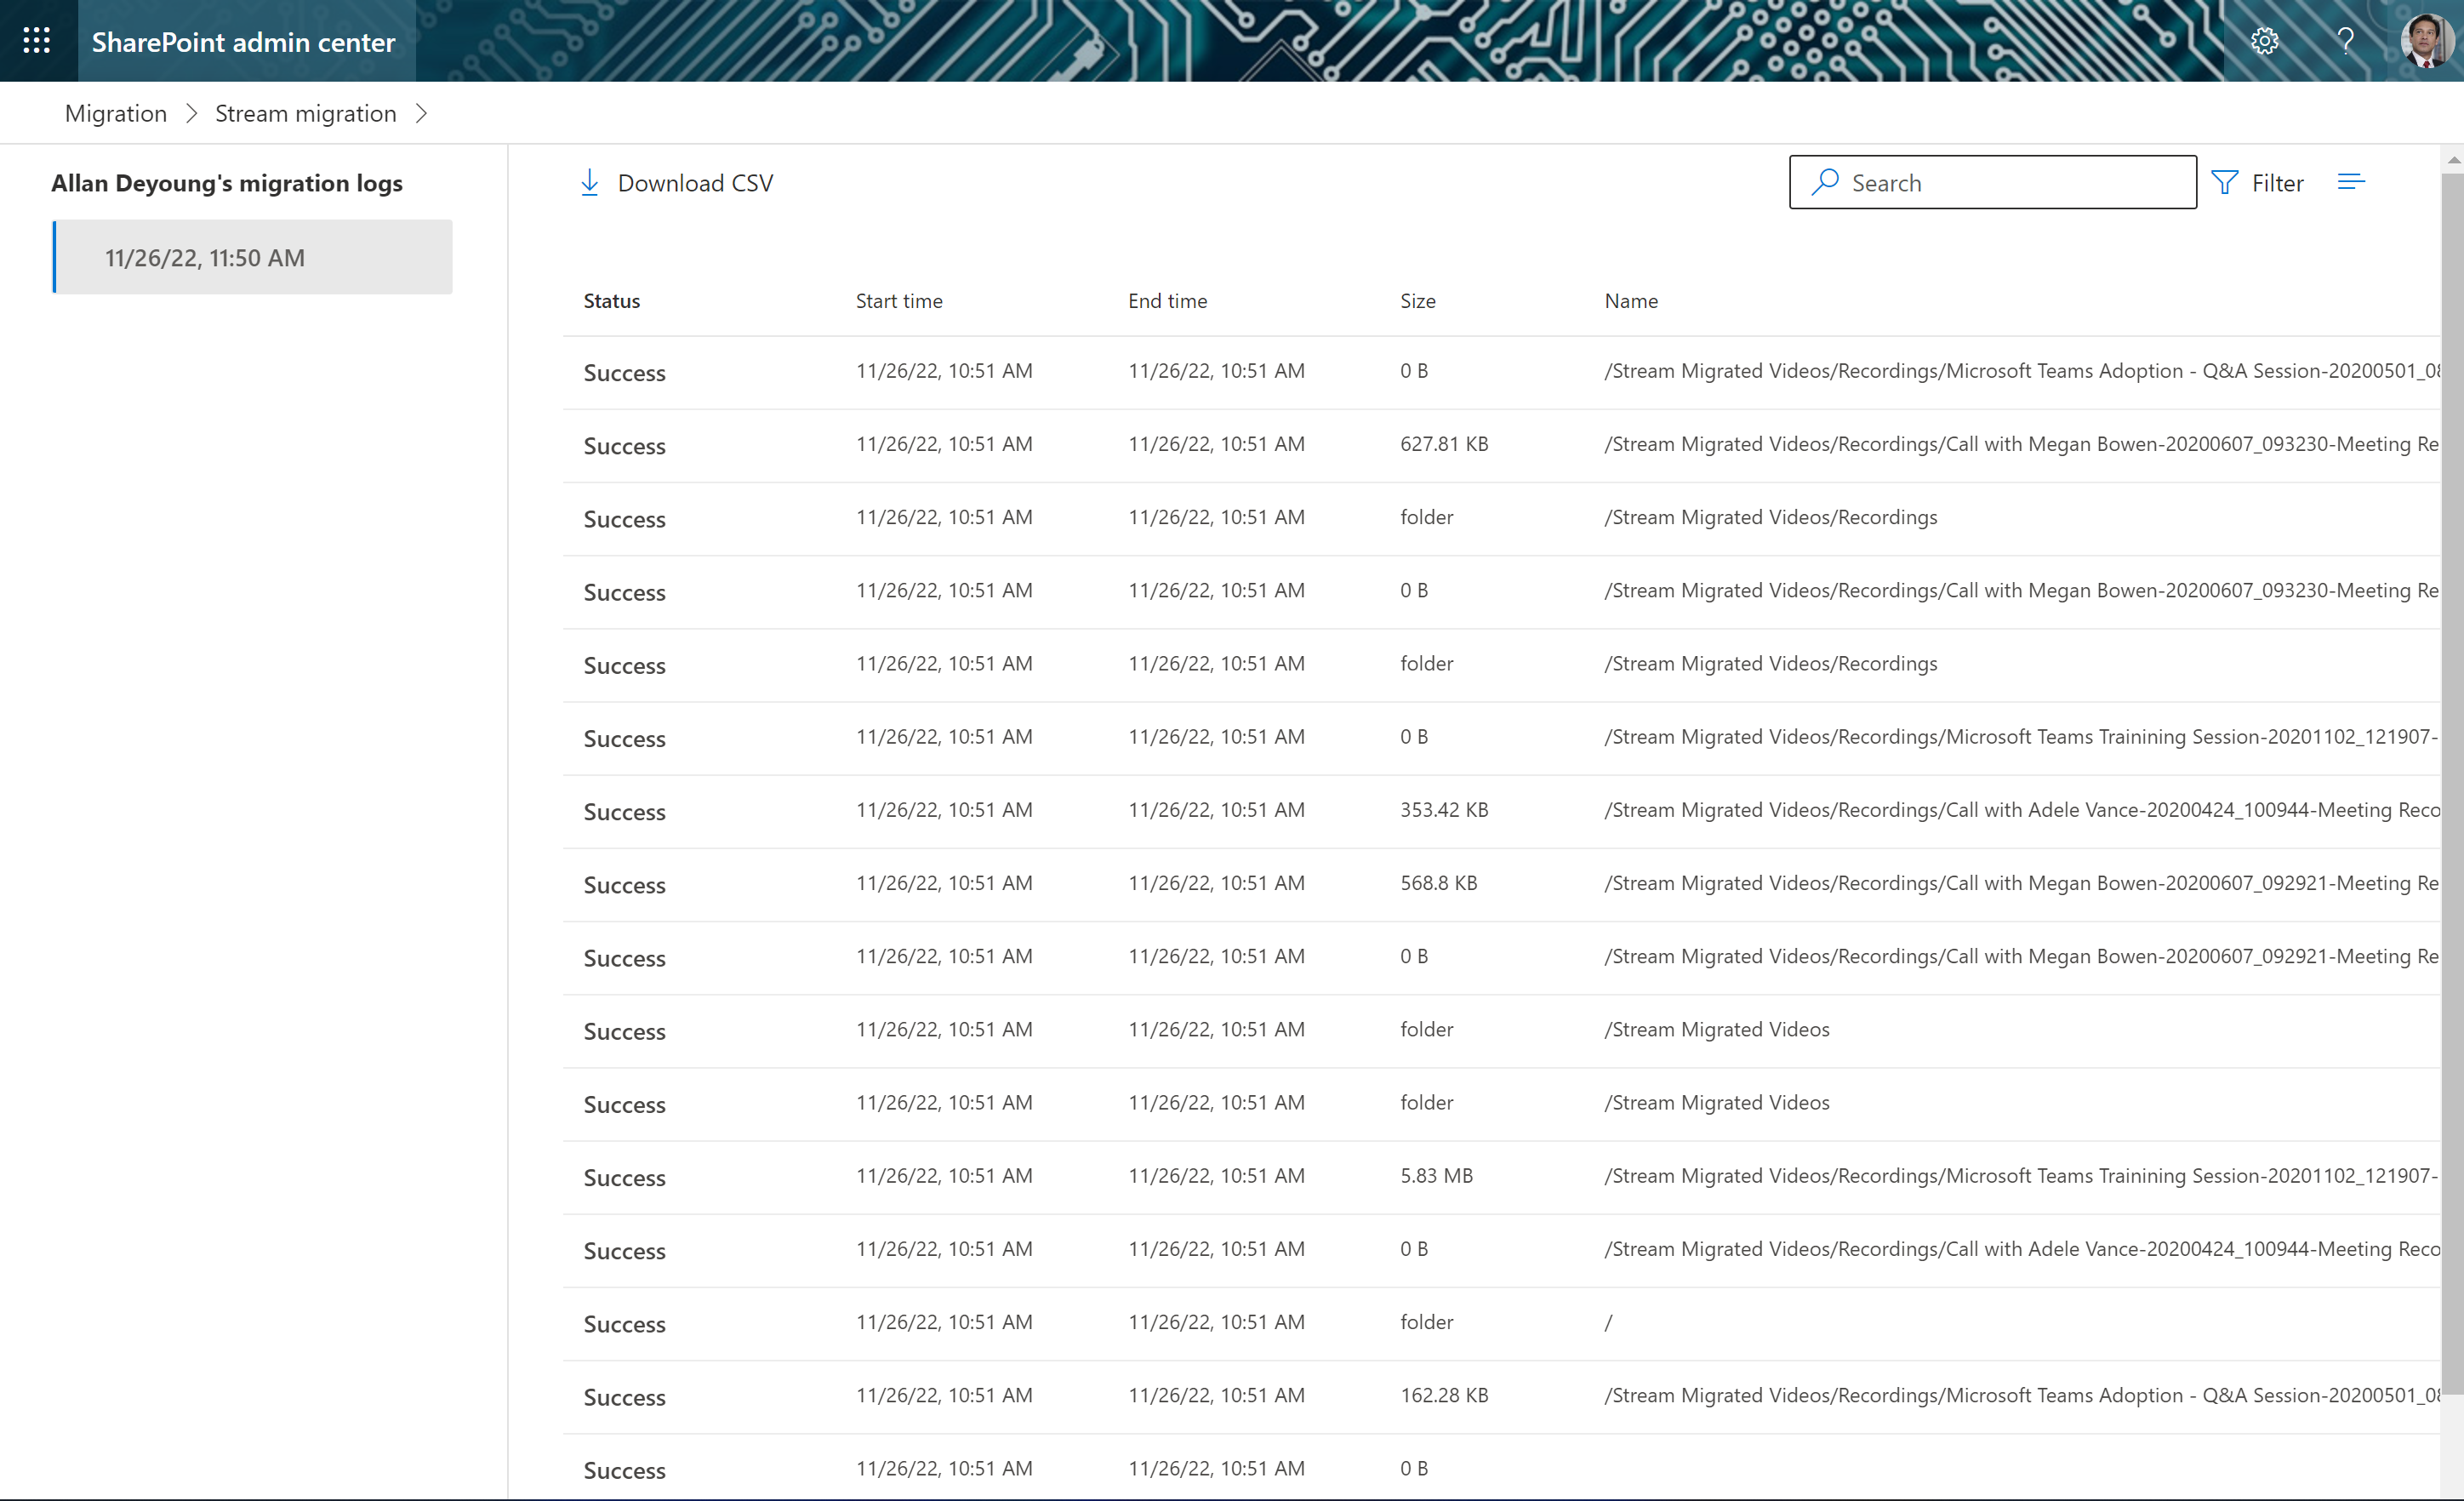 SharePoint admin center
Migration > Stream migration >
Allan Deyoung's migration logs
11/26/22, 11:50 AM
Download CSV
Search
Filter
Status Start time End time Size Name
Success 11/26/22, 10:51 AM 11/26/22, 10:51 AM 0 B /Stream Migrated Videos/Recordings/Microsoft Teams Adoption - Q&A Session-20200501_08
Success 11/26/22, 10:51 AM 11/26/22, 10:51 AM 627.81 KB /Stream Migrated Videos/Recordings/Call with Megan Bowen-20200607_093230-Meeting Re
Success 11/26/22, 10:51 AM 11/26/22, 10:51 AM folder /Stream Migrated Videos/Recordings
Success 11/26/22, 10:51 AM 11/26/22, 10:51 AM 0 B /Stream Migrated Videos/Recordings/Call with Megan Bowen-20200607_093230-Meeting Re
Success 11/26/22, 10:51 AM 11/26/22, 10:51 AM folder /Stream Migrated Videos/Recordings
Success 11/26/22, 10:51 AM 11/26/22, 10:51 AM 0 B /Stream Migrated Videos/Recordings/Microsoft Teams Trainining Session-20201102_121907-
Success 11/26/22, 10:51 AM 11/26/22, 10:51 AM 353.42 KB /Stream Migrated Videos/Recordings/Call with Adele Vance-20200424_100944-Meeting Reco
Success 11/26/22, 10:51 AM 11/26/22, 10:51 AM 568.8 KB /Stream Migrated Videos/Recordings/Call with Megan Bowen-20200607_092921-Meeting Re
Success 11/26/22, 10:51 AM 11/26/22, 10:51 AM 0 B /Stream Migrated Videos/Recordings/Call with Megan Bowen-20200607_092921-Meeting Re
Success 11/26/22, 10:51 AM 11/26/22, 10:51 AM folder /Stream Migrated Videos
Success 11/26/22, 10:51 AM 11/26/22, 10:51 AM folder /Stream Migrated Videos
Success 11/26/22, 10:51 AM 11/26/22, 10:51 AM 5.83 MB /Stream Migrated Videos/Recordings/Microsoft Teams Trainining Session-20201102_121907-
Success 11/26/22, 10:51 AM 11/26/22, 10:51 AM 0 B /Stream Migrated Videos/Recordings/Call with Adele Vance-20200424_100944-Meeting Reco
Success 11/26/22, 10:51 AM 11/26/22, 10:51 AM folder /
Success 11/26/22, 10:51 AM 11/26/22, 10:51 AM 162.28 KB /Stream Migrated Videos/Recordings/Microsoft Teams Adoption - Q&A Session-20200501_08
Success 11/26/22, 10:51 AM 11/26/22, 10:51 AM 0 B